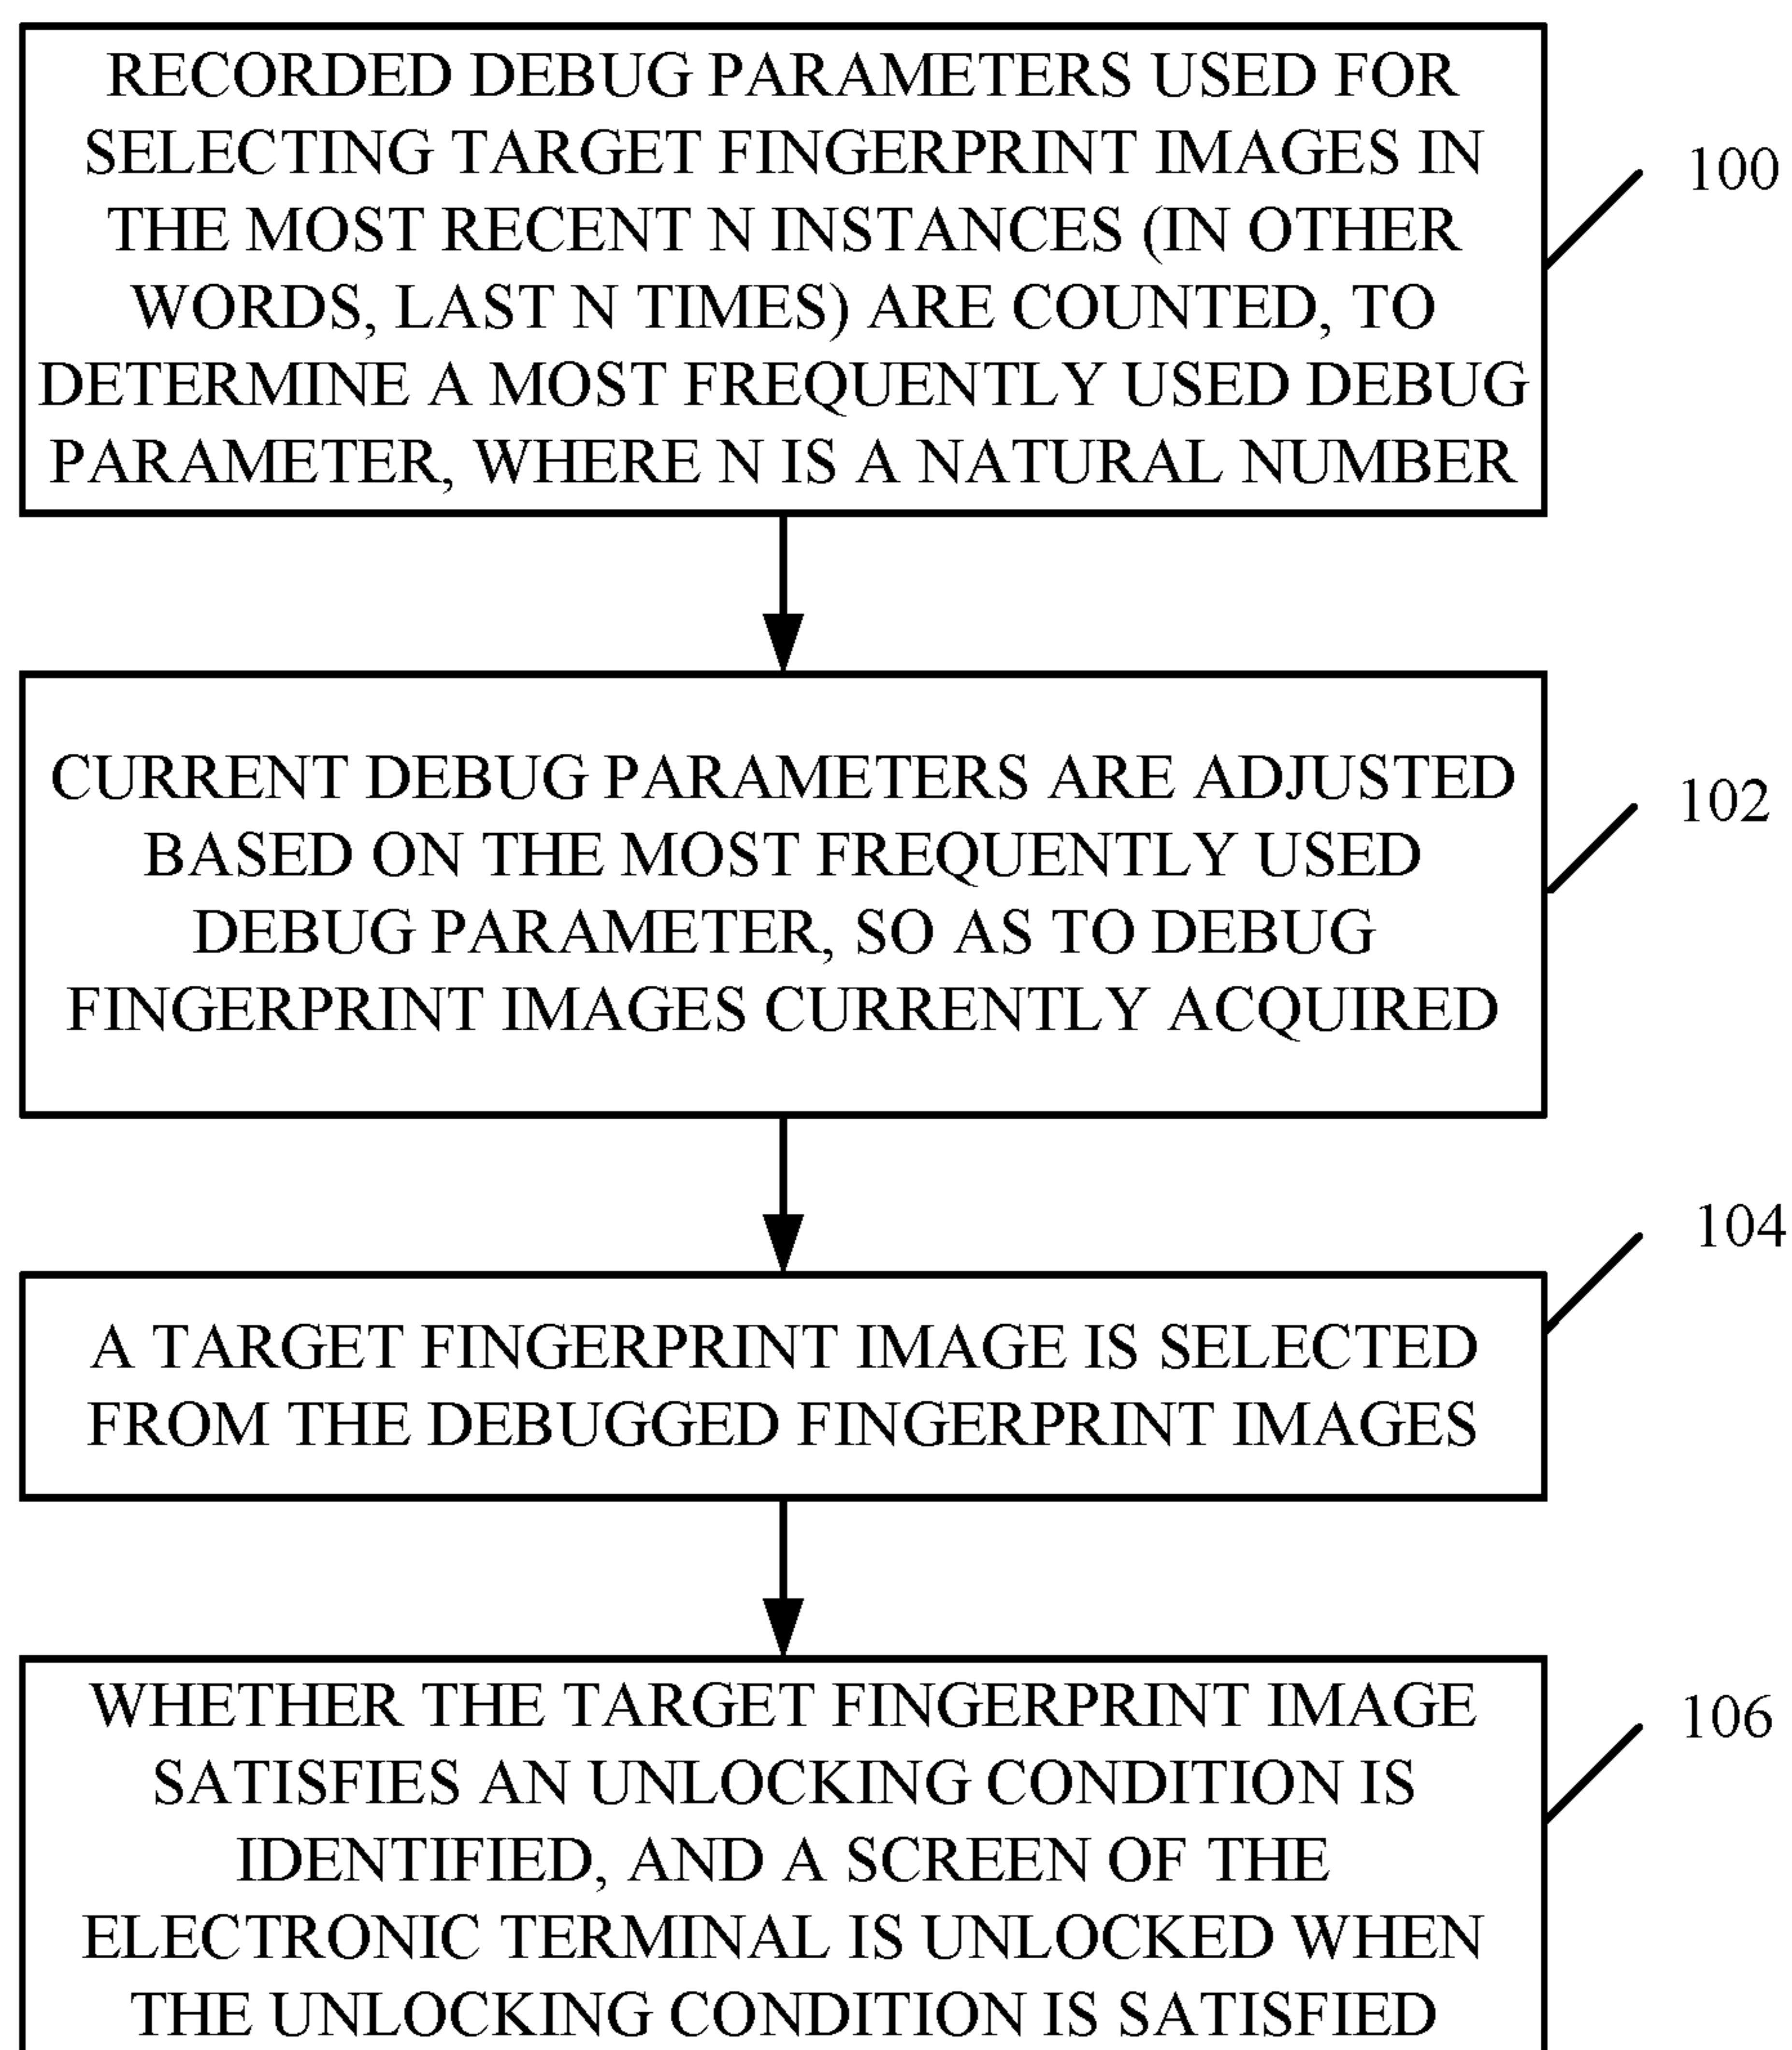 RECORDED DEBUG PARAMETERS USED FOR
SELECTING TARGET FINGERPRINT IMAGES IN
THE MOST RECENT N INSTANCES (IN OTHER
WORDS, LAST N TIMES) ARE COUNTED, TO
DETERMINE A MOST FREQUENTLY USED DEBUG
PARAMETER, WHERE N IS A NATURAL NUMBER
100
CURRENT DEBUG PARAMETERS ARE ADJUSTED
BASED ON THE MOST FREQUENTLY USED
DEBUG PARAMETER, SO AS TO DEBUG
FINGERPRINT IMAGES CURRENTLY ACQUIRED
102
A TARGET FINGERPRINT IMAGE IS SELECTED
FROM THE DEBUGGED FINGERPRINT IMAGES
104
WHETHER THE TARGET FINGERPRINT IMAGE
SATISFIES AN UNLOCKING CONDITION IS
IDENTIFIED, AND A SCREEN OF THE
ELECTRONIC TERMINAL IS UNLOCKED WHEN
THE UNLOCKING CONDITION IS SATISFIED
106